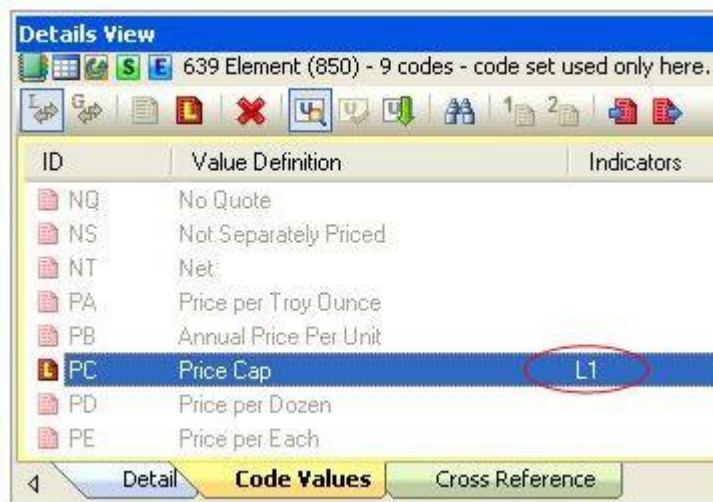 Details View
S E 639 Element (850) - 9 codes - code set used only here.
L G L 1 2
ID Value Definition Indicators
NQ No Quote
NS Not Separately Priced
NT Net
PA Price per Troy Ounce
PB Annual Price Per Unit
L PC Price Cap L1
PD Price per Dozen
PE Price per Each
Detail Code Values Cross Reference